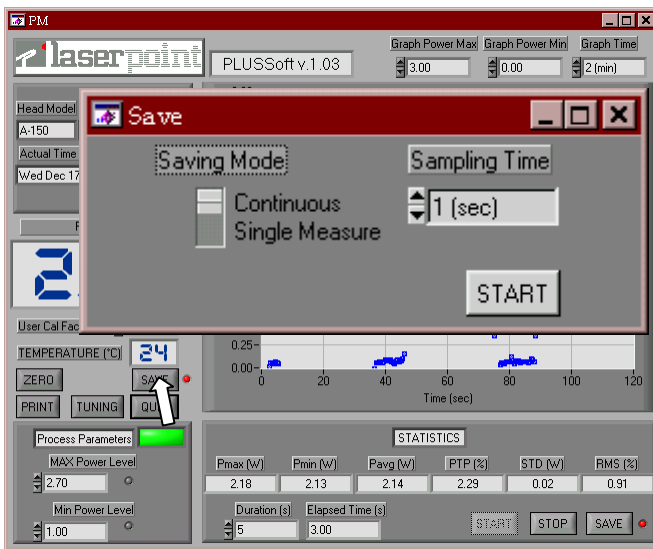 PM
laserpoint
PLUSSoft v.1.03
Graph Power Max Graph Power Min Graph Time
3.00 0.00 2 (min)
Head Model
A-150
Actual Time
Wed Dec 17
Save
Saving Mode
Continuous
Single Measure
Sampling Time
1 (sec)
START
2.
User Cal Fac
TEMPERATURE (°C) 24
ZERO SAVE
PRINT TUNING QU
0.25
0.00
0 20 40 60 80 100 120
Time (sec)
Process Parameters
MAX Power Level
2.70
Min Power Level
1.00
STATISTICS
Pmax (W) Pmin (W) Pavg (W) PTP (%) STD (W) RMS (%)
2.18 2.13 2.14 2.29 0.02 0.91
Duration (s) Elapsed Time (s)
5 3.00
START STOP SAVE